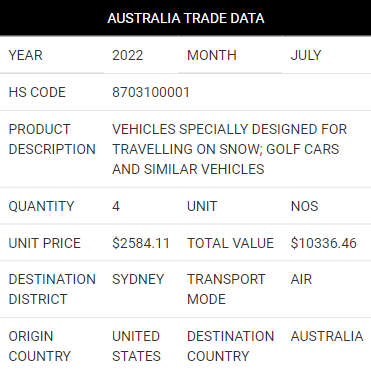 AUSTRALIA TRADE DATA
YEAR 2022 MONTH JULY
HS CODE 8703100001
PRODUCT DESCRIPTION VEHICLES SPECIALLY DESIGNED FOR
TRAVELLING ON SNOW; GOLF CARS
AND SIMILAR VEHICLES
QUANTITY 4 UNIT NOS
UNIT PRICE $2584.11 TOTAL VALUE $10336.46
DESTINATION SYDNEY TRANSPORT AIR
DISTRICT MODE
ORIGIN UNITED DESTINATION AUSTRALIA
COUNTRY STATES COUNTRY